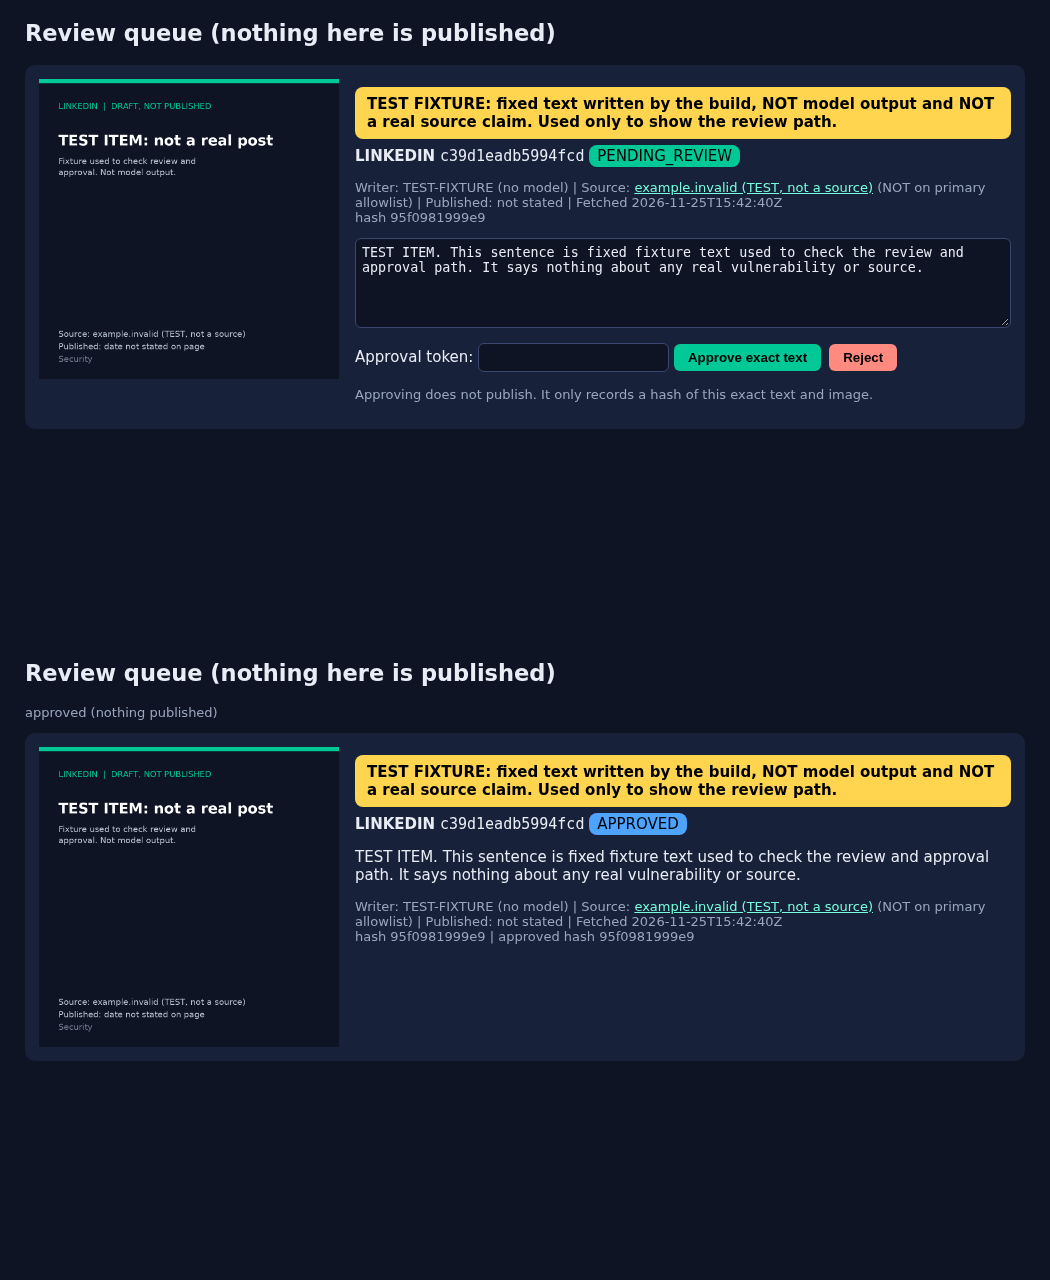 Review queue (nothing here is published)
LINKEDIN | DRAFT, NOT PUBLISHED
TEST ITEM: not a real post
Fixture used to check review and
approval. Not model output.
Source: example.invalid (TEST, not a source)
Published: date not stated on page
Security
TEST FIXTURE: fixed text written by the build, NOT model output and NOT
a real source claim. Used only to show the review path.
LINKEDIN c39d1eadb5994fcd PENDING_REVIEW
Writer: TEST-FIXTURE (no model) | Source: example.invalid (TEST, not a source) (NOT on primary
allowlist) | Published: not stated | Fetched 2026-11-25T15:42:40Z
hash 95f0981999e9
TEST ITEM. This sentence is fixed fixture text used to check the review and
approval path. It says nothing about any real vulnerability or source.
Approval token: Approve exact text Reject
Approving does not publish. It only records a hash of this exact text and image.
Review queue (nothing here is published)
approved (nothing published)
LINKEDIN | DRAFT, NOT PUBLISHED
TEST ITEM: not a real post
Fixture used to check review and
approval. Not model output.
Source: example.invalid (TEST, not a source)
Published: date not stated on page
Security
TEST FIXTURE: fixed text written by the build, NOT model output and NOT
a real source claim. Used only to show the review path.
LINKEDIN c39d1eadb5994fcd APPROVED
TEST ITEM. This sentence is fixed fixture text used to check the review and approval
path. It says nothing about any real vulnerability or source.
Writer: TEST-FIXTURE (no model) | Source: example.invalid (TEST, not a source) (NOT on primary
allowlist) | Published: not stated | Fetched 2026-11-25T15:42:40Z
hash 95f0981999e9 | approved hash 95f0981999e9